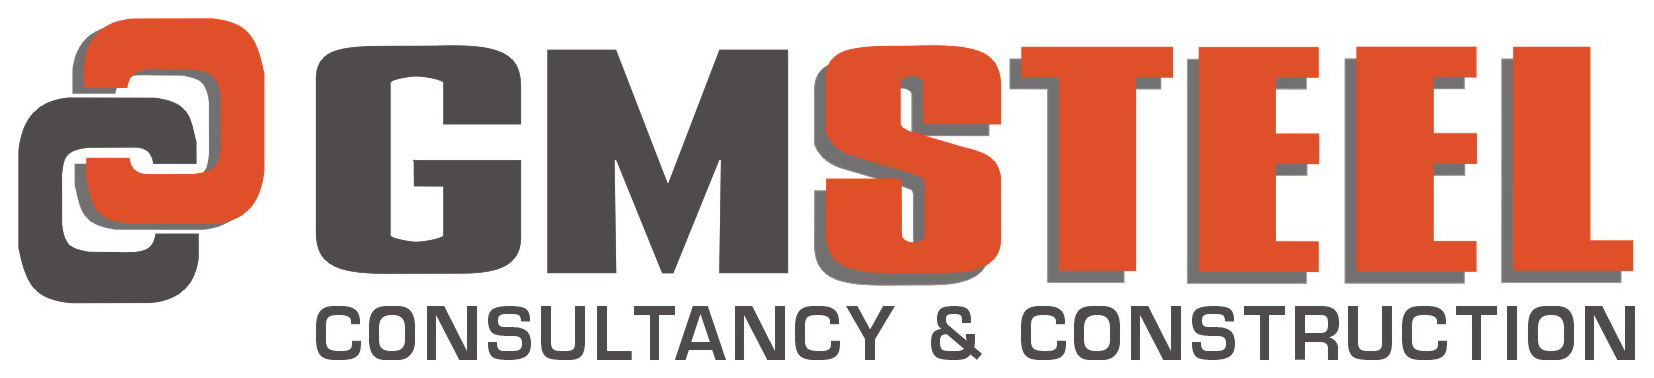 GMSTEEL
CONSULTANCY & CONSTRUCTION